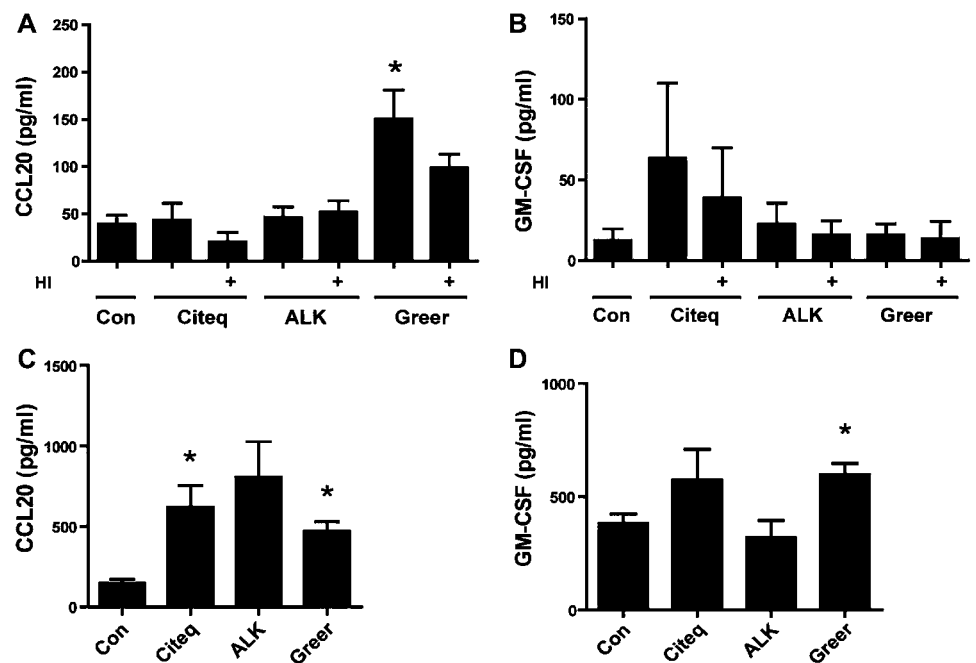 A
CCL20 (pg/ml)
250
200
150
100
50
0
*
HI + + +
Con Citeq ALK Greer
B
GM-CSF (pg/ml)
150
100
50
0
HI + + +
Con Citeq ALK Greer
C
CCL20 (pg/ml)
1500
1000
500
0
* *
Con Citeq ALK Greer
D
GM-CSF (pg/ml)
1000
500
0
*
Con Citeq ALK Greer